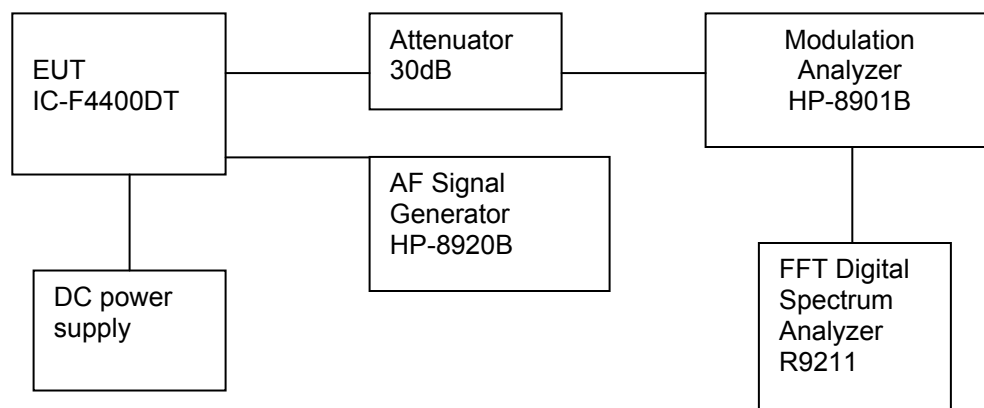 EUT
IC-F4400DT
Attenuator
30dB
Modulation
Analyzer
HP-8901B
AF Signal
Generator
HP-8920B
DC power
supply
FFT Digital
Spectrum
Analyzer
R9211